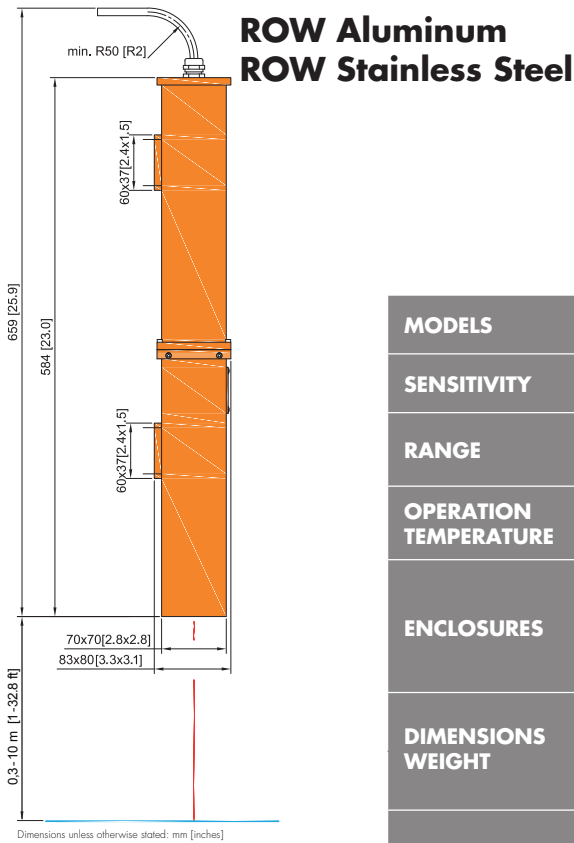 ROW Aluminum
ROW Stainless Steel
min. R50 [R2]
60x37[2.4x1.5]
659 [25.9]
584 [23.0]
60x37[2.4x1.5]
70x70[2.8x2.8]
83x80[3.3x3.1]
0,3-10 m [1-32.8 ft]
Dimensions unless otherwise stated: mm [inches]
MODELS
SENSITIVITY
RANGE
OPERATION
TEMPERATURE
ENCLOSURES
DIMENSIONS
WEIGHT